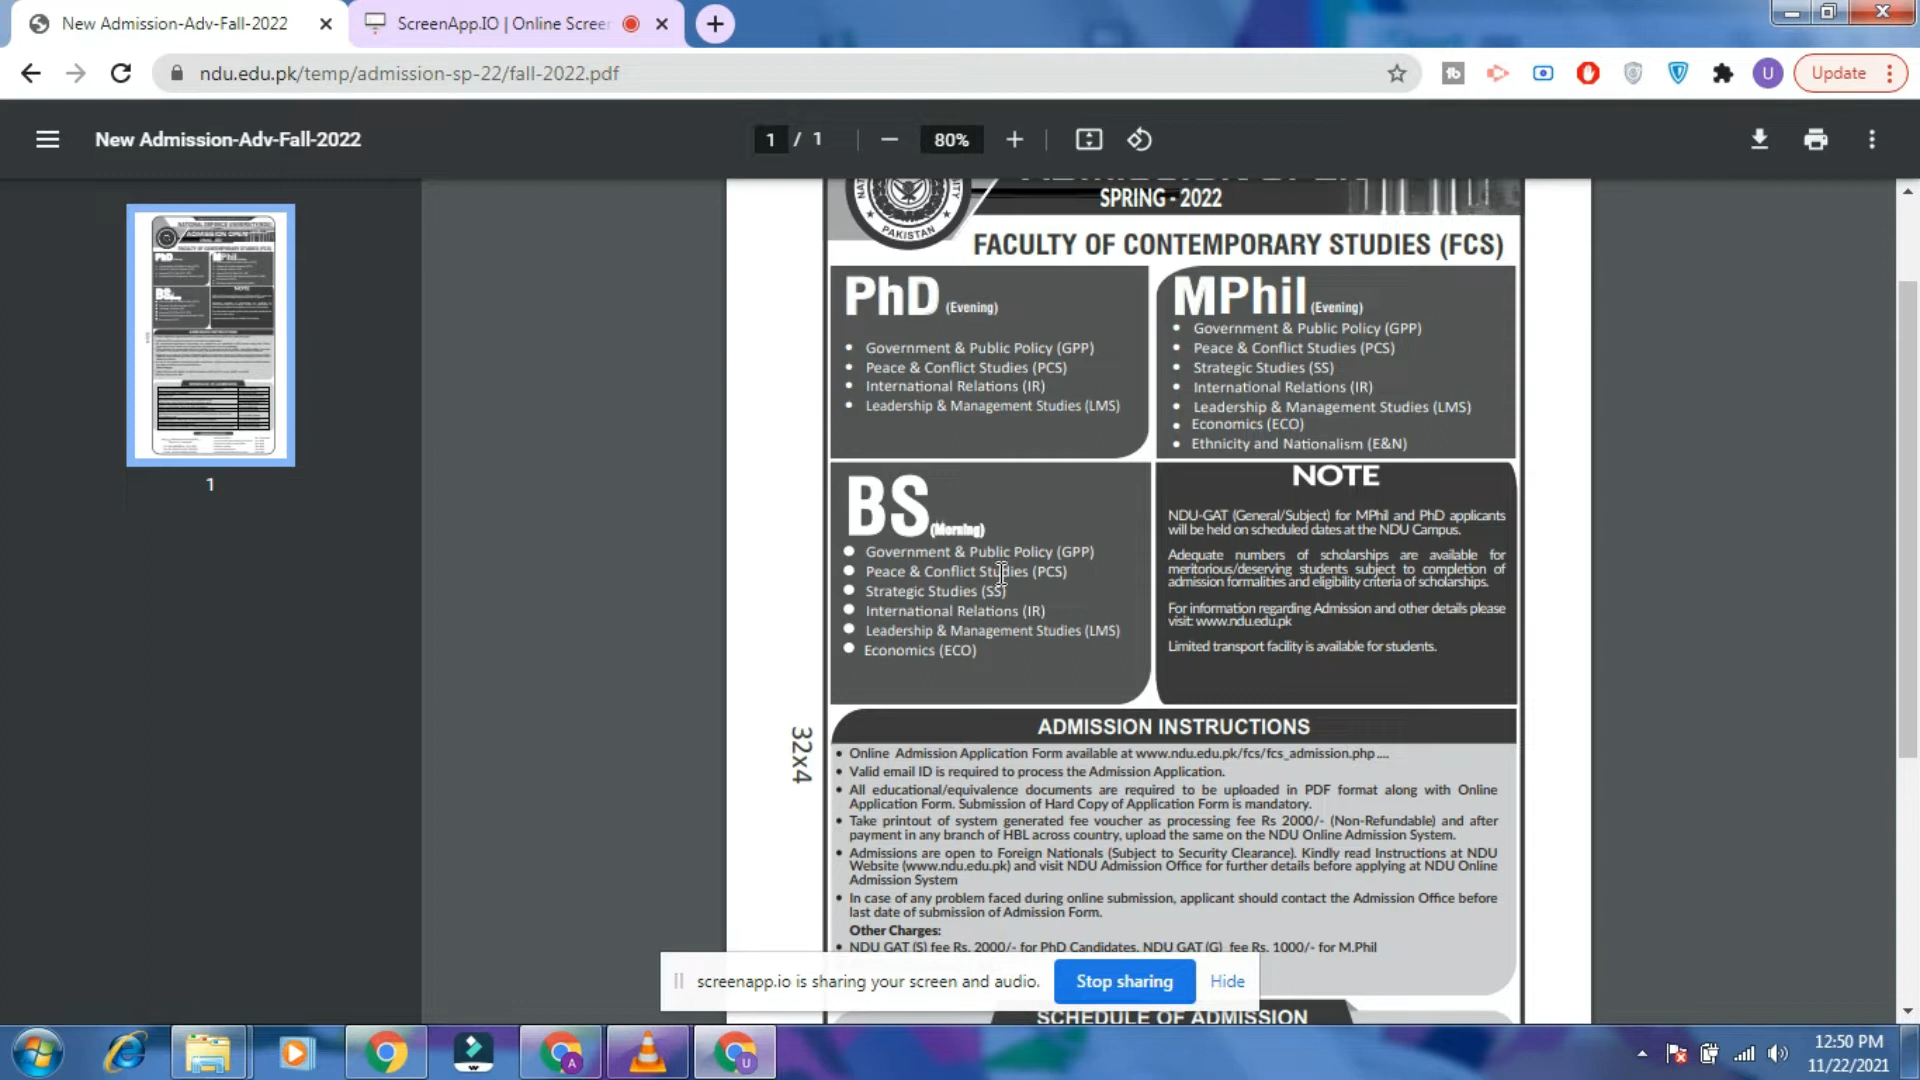 New Admission-Adv-Fall-2022
ScreenApp.IO | Online Scree
ndu.edu.pk/temp/admission-sp-22/fall-2022.pdf
U
Update
New Admission-Adv-Fall-2022
1 / 1
80%
1
PAKISTAN
SPRING - 2022
FACULTY OF CONTEMPORARY STUDIES (FCS)
PhD (Evening)
• Government & Public Policy (GPP)
• Peace & Conflict Studies (PCS)
• International Relations (IR)
• Leadership & Management Studies (LMS)
MPhil (Evening)
• Government & Public Policy (GPP)
• Peace & Conflict Studies (PCS)
• Strategic Studies (SS)
• International Relations (IR)
• Leadership & Management Studies (LMS)
• Economics (ECO)
• Ethnicity and Nationalism (E&N)
BS (Morning)
Government & Public Policy (GPP)
Peace & Conflict Studies (PCS)
Strategic Studies (SS)
International Relations (IR)
Leadership & Management Studies (LMS)
Economics (ECO)
NOTE
NDU-GAT (General/Subject) for MPhil and PhD applicants
will be held on scheduled dates at the NDU Campus.
Adequate numbers of scholarships are available for
meritorious/deserving students subject to completion of
admission formalities and eligibility criteria of scholarships.
For information regarding Admission and other details please
visit: www.ndu.edu.pk
Limited transport facility is available for students.
32x4
ADMISSION INSTRUCTIONS
• Online Admission Application Form available at www.ndu.edu.pk/fcs/fcs_admission.php ....
• Valid email ID is required to process the Admission Application.
• All educational/equivalence documents are required to be uploaded in PDF format along with Online
Application Form. Submission of Hard Copy of Application Form is mandatory.
• Take printout of system generated fee voucher as processing fee Rs 2000/- (Non-Refundable) and after
payment in any branch of HBL across country, upload the same on the NDU Online Admission System.
• Admissions are open to Foreign Nationals (Subject to Security Clearance). Kindly read Instructions at NDU
Website (www.ndu.edu.pk) and visit NDU Admission Office for further details before applying at NDU Online
Admission System
• In case of any problem faced during online submission, applicant should contact the Admission Office before
last date of submission of Admission Form.
Other Charges:
• NDU GAT (S) fee Rs. 2000/- for PhD Candidates. NDU GAT (G) fee Rs. 1000/- for M.Phil
screenapp.io is sharing your screen and audio.
Stop sharing
Hide
SCHEDULE OF ADMISSION
12:50 PM
11/22/2021